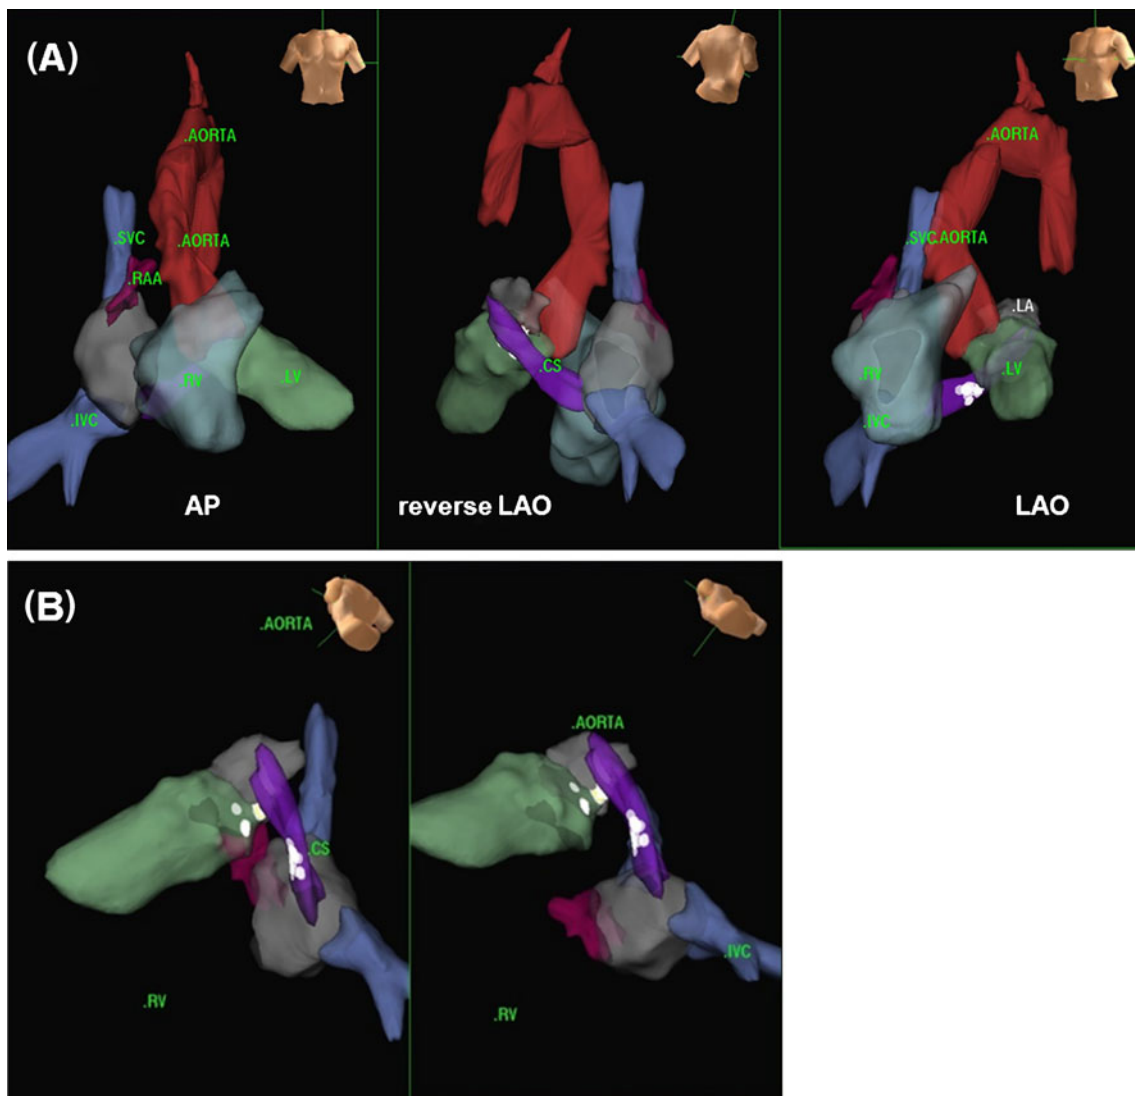 (A)
.AORTA
.SVC
.AORTA
.RAA
.RV
.LV
.IVC
AP
.CS
reverse LAO
.AORTA
.SVC.AORTA
.LA
.RV
.LV
.IVC
LAO
(B)
.AORTA
.CS
.RV
.AORTA
.IVC
.RV